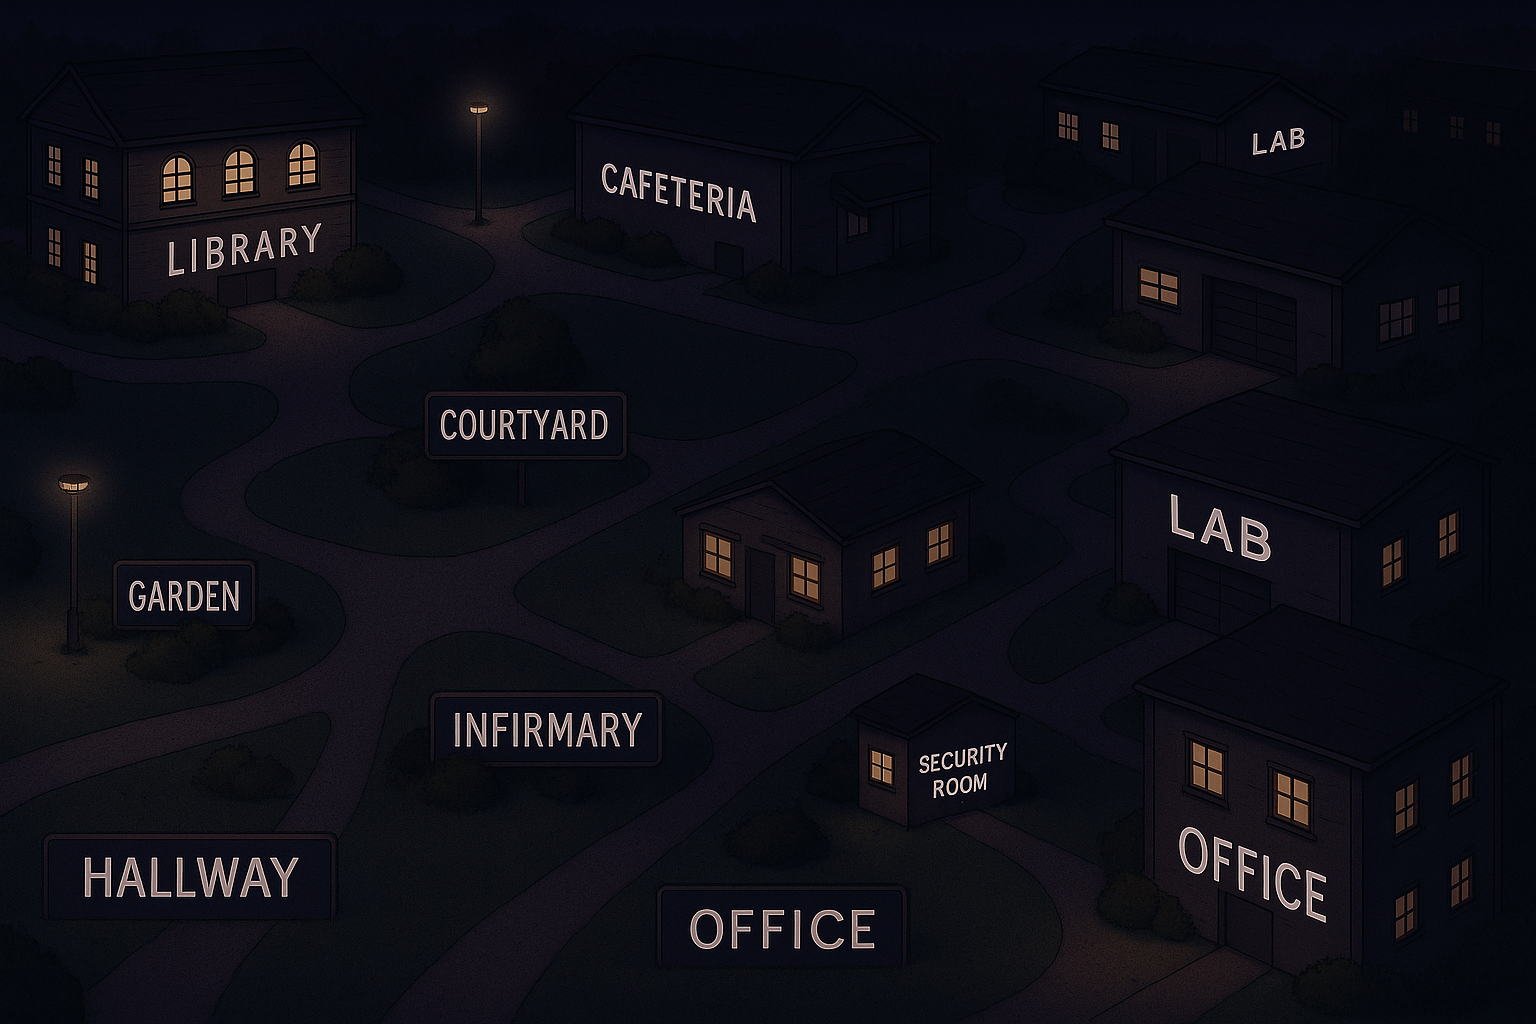 LAB
CAFETERIA
LIBRARY
COURTYARD
LAB
GARDEN
INFIRMARY
SECURITY
ROOM
HALLWAY
OFFICE
OFFICE